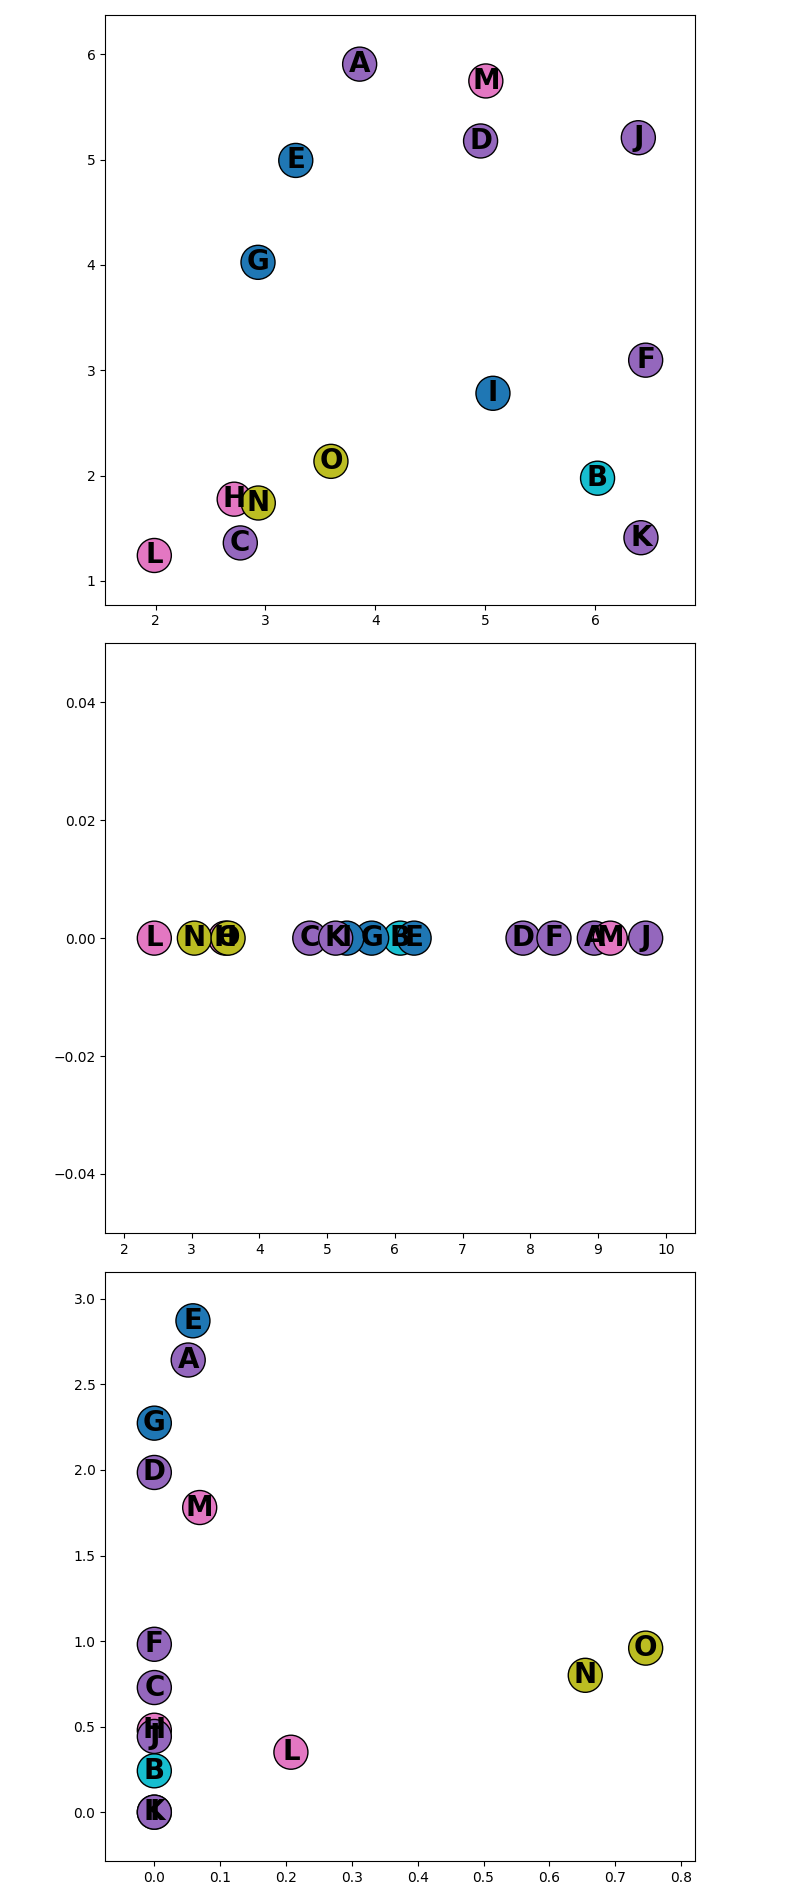 6
A
M
D
J
5
E
4
G
3
F
I
O
2
B
H N
K
C
L
1
2 3 4 5 6
0.04
0.02
0.00
L N H O C K I G B E D F A M J
−0.02
−0.04
2 3 4 5 6 7 8 9 10
3.0
E
A
2.5
G
2.0
D
M
1.5
1.0
F
O
N
C
0.5
H
J
L
B
0.0
I K
0.0 0.1 0.2 0.3 0.4 0.5 0.6 0.7 0.8